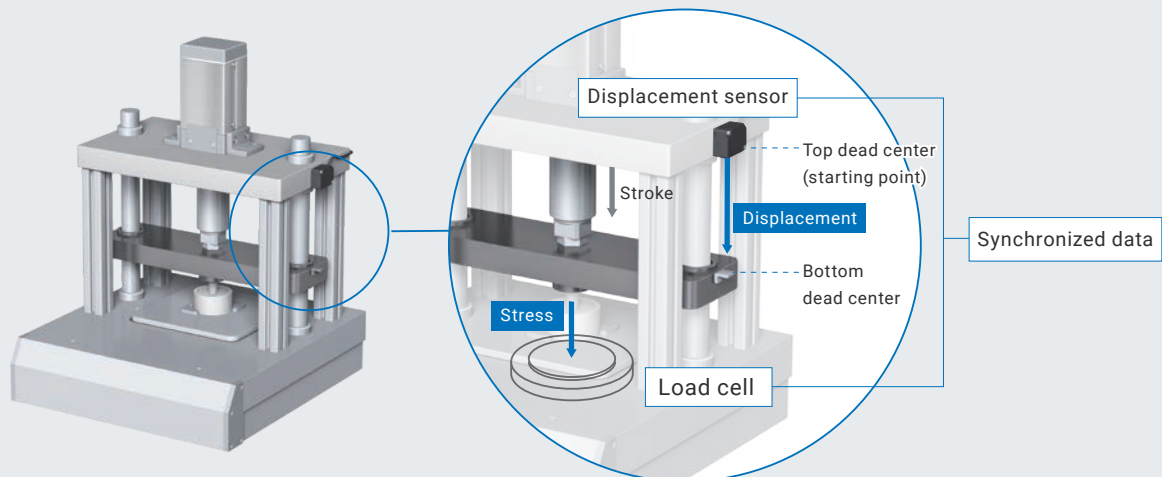 Displacement sensor
Top dead center
(starting point)
Stroke
Displacement
Synchronized data
Bottom
dead center
Stress
Load cell